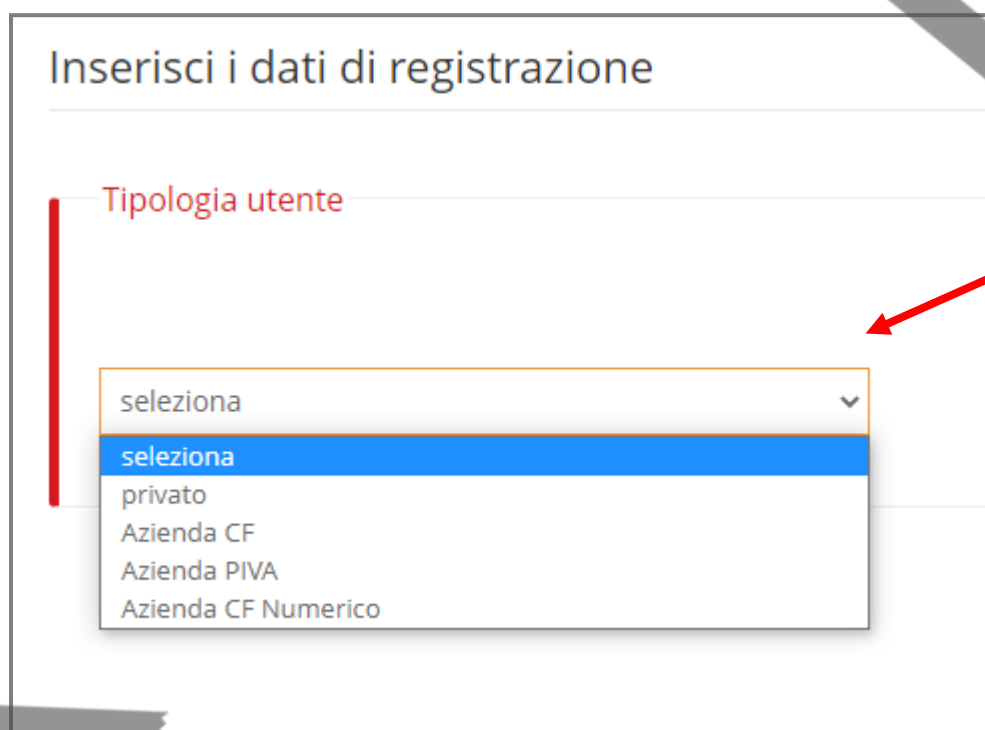 Inserisci i dati di registrazione
Tipologia utente
seleziona
seleziona
privato
Azienda CF
Azienda PIVA
Azienda CF Numerico